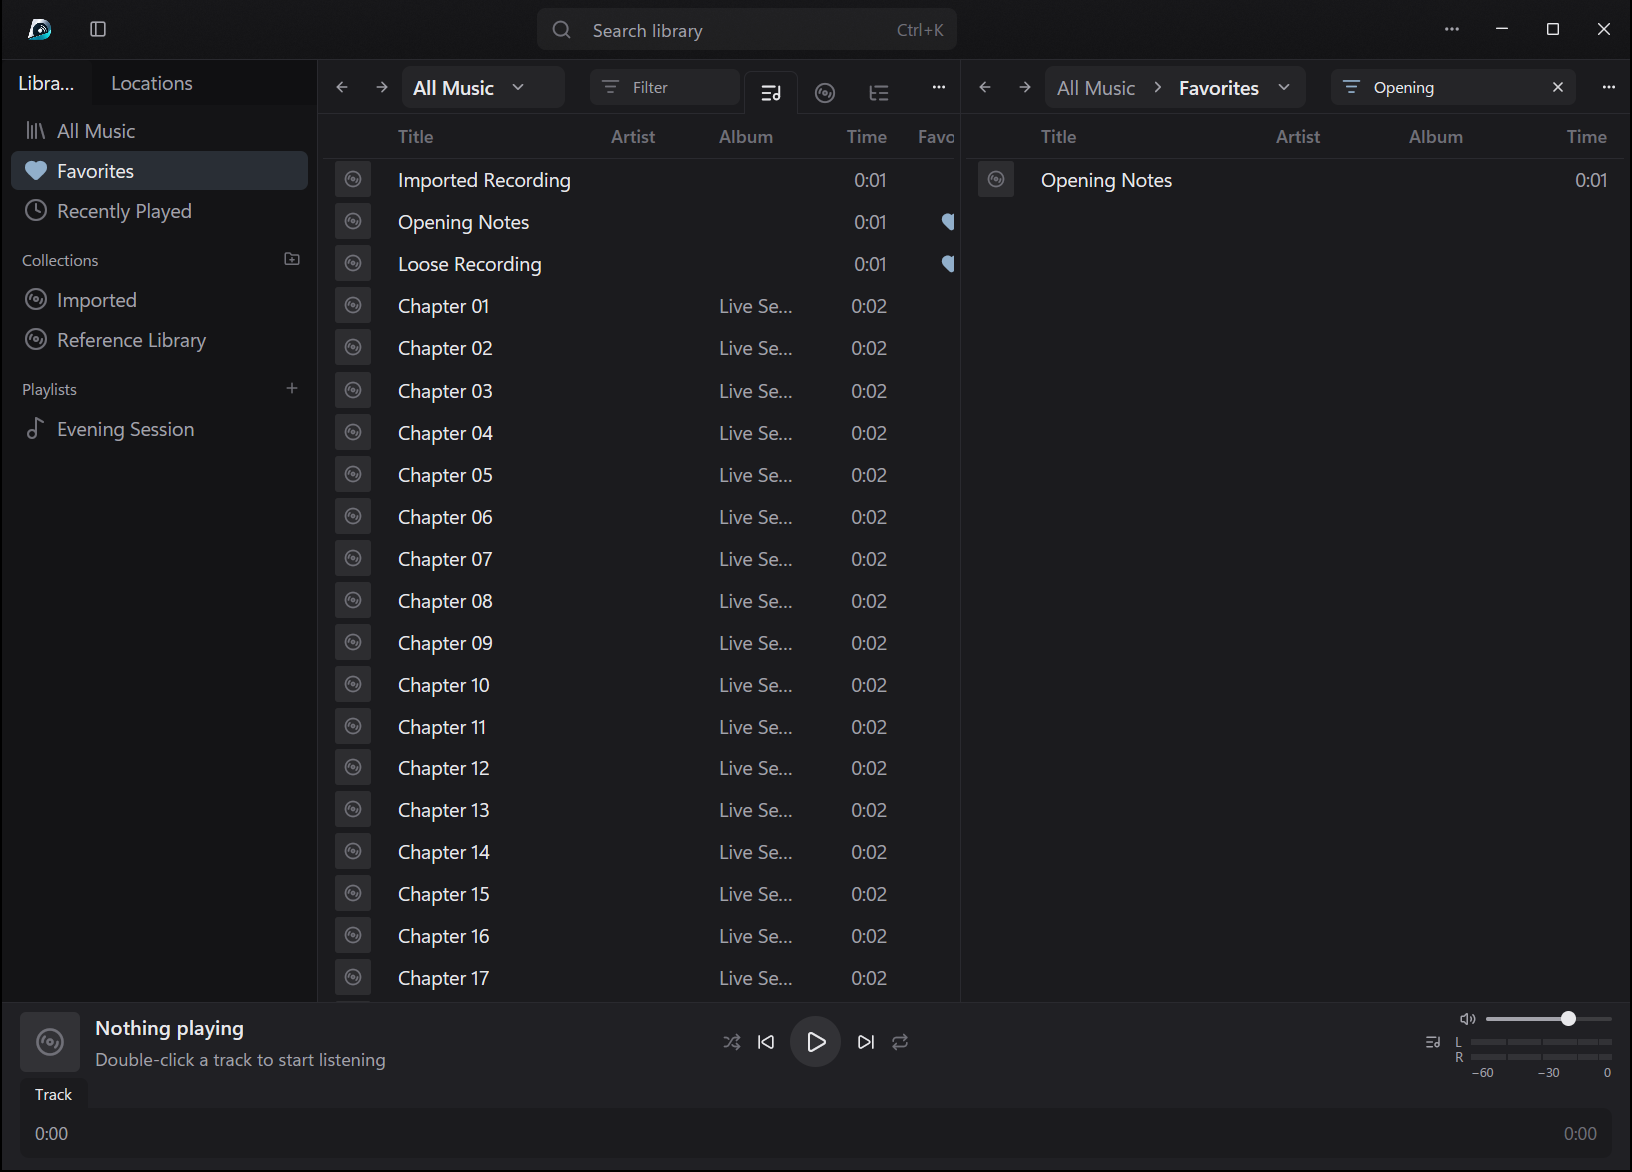 Search library Ctrl+K
Libra... Locations
All Music
Favorites
Recently Played
Collections
Imported
Reference Library
Playlists
Evening Session
All Music Filter
Title Artist Album Time Favo
Imported Recording 0:01
Opening Notes 0:01
Loose Recording 0:01
Chapter 01 Live Se... 0:02
Chapter 02 Live Se... 0:02
Chapter 03 Live Se... 0:02
Chapter 04 Live Se... 0:02
Chapter 05 Live Se... 0:02
Chapter 06 Live Se... 0:02
Chapter 07 Live Se... 0:02
Chapter 08 Live Se... 0:02
Chapter 09 Live Se... 0:02
Chapter 10 Live Se... 0:02
Chapter 11 Live Se... 0:02
Chapter 12 Live Se... 0:02
Chapter 13 Live Se... 0:02
Chapter 14 Live Se... 0:02
Chapter 15 Live Se... 0:02
Chapter 16 Live Se... 0:02
Chapter 17 Live Se... 0:02
All Music Favorites Opening
Title Artist Album Time
Opening Notes 0:01
Nothing playing
Double-click a track to start listening
L
R
−60 −30 0
Track
0:00 0:00